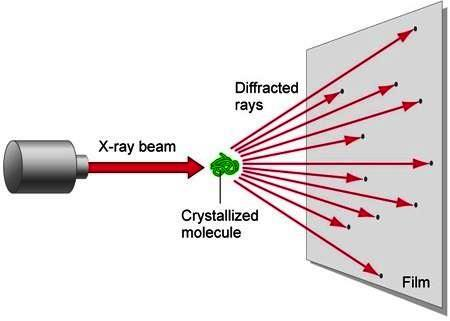 Diffracted
rays
X-ray beam
Crystallized
molecule
Film